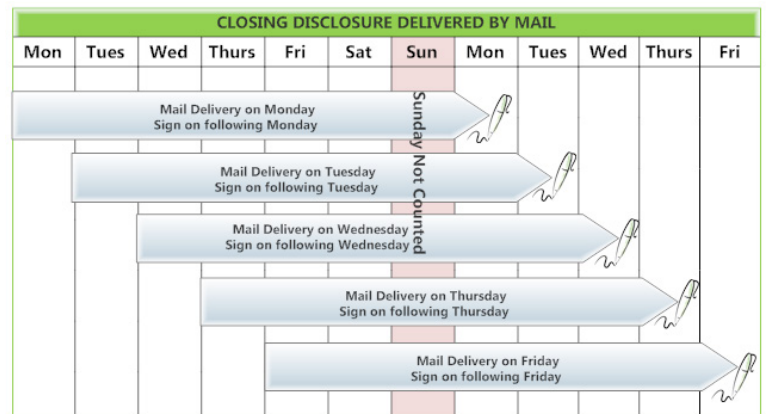 CLOSING DISCLOSURE DELIVERED BY MAIL
Mon Tues Wed Thurs Fri Sat Sun Mon Tues Wed Thurs Fri
Mail Delivery on Monday
Sign on following Monday
Sunday Not Counted
Mail Delivery on Tuesday
Sign on following Tuesday
Mail Delivery on Wednesday
Sign on following Wednesday
Mail Delivery on Thursday
Sign on following Thursday
Mail Delivery on Friday
Sign on following Friday